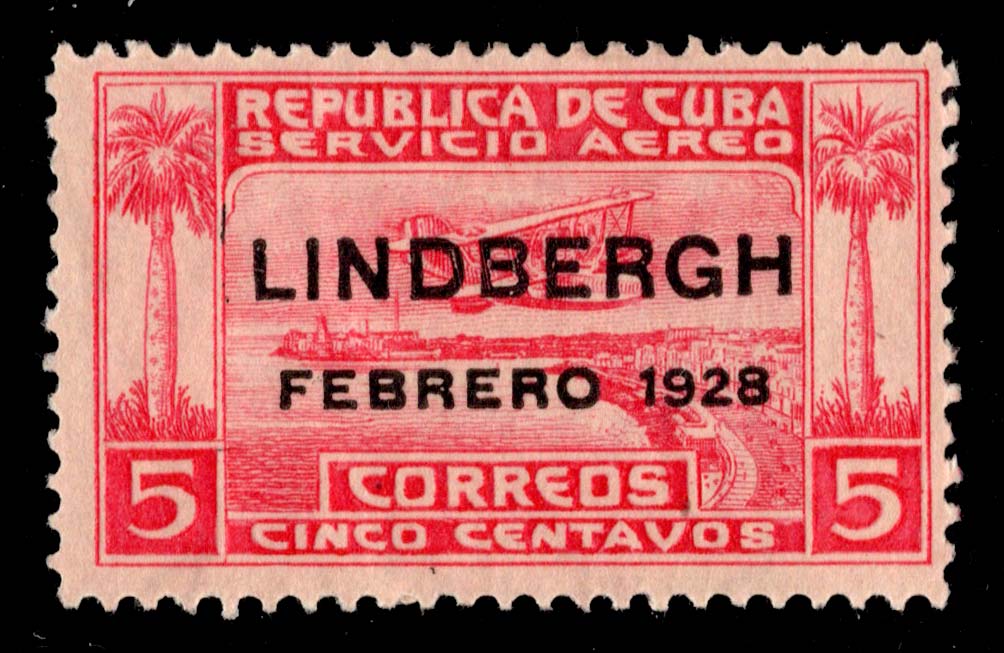 REPUBLICA DE CUBA
SERVICIO AEREO
LINDBERGH
FEBRERO 1928
CORREOS
5 5
CINCO CENTAVOS